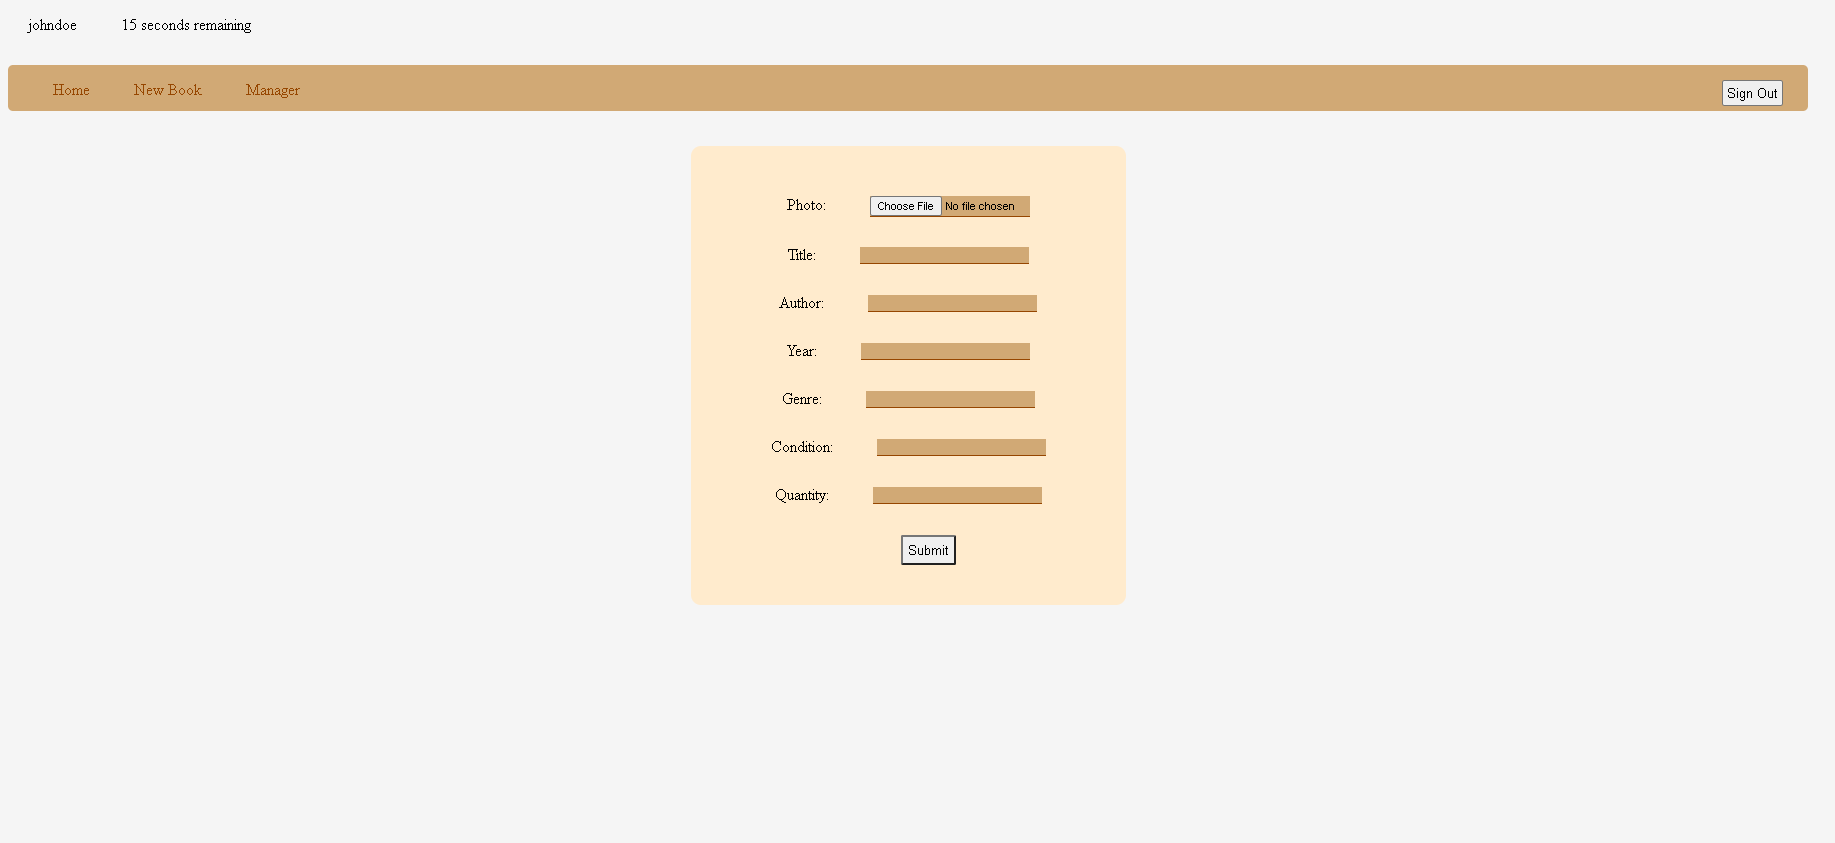 johndoe 15 seconds remaining
Home New Book Manager Sign Out
Photo: Choose File No file chosen
Title:
Author:
Year:
Genre:
Condition:
Quantity:
Submit